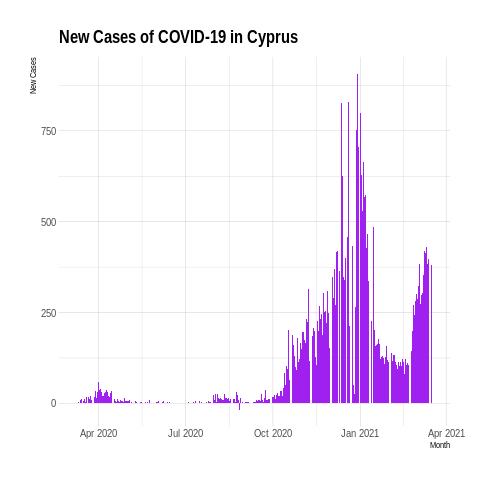 New Cases of COVID-19 in Cyprus
New Cases
750
500
250
0
Apr 2020
Jul 2020
Oct 2020
Jan 2021
Apr 2021
Month